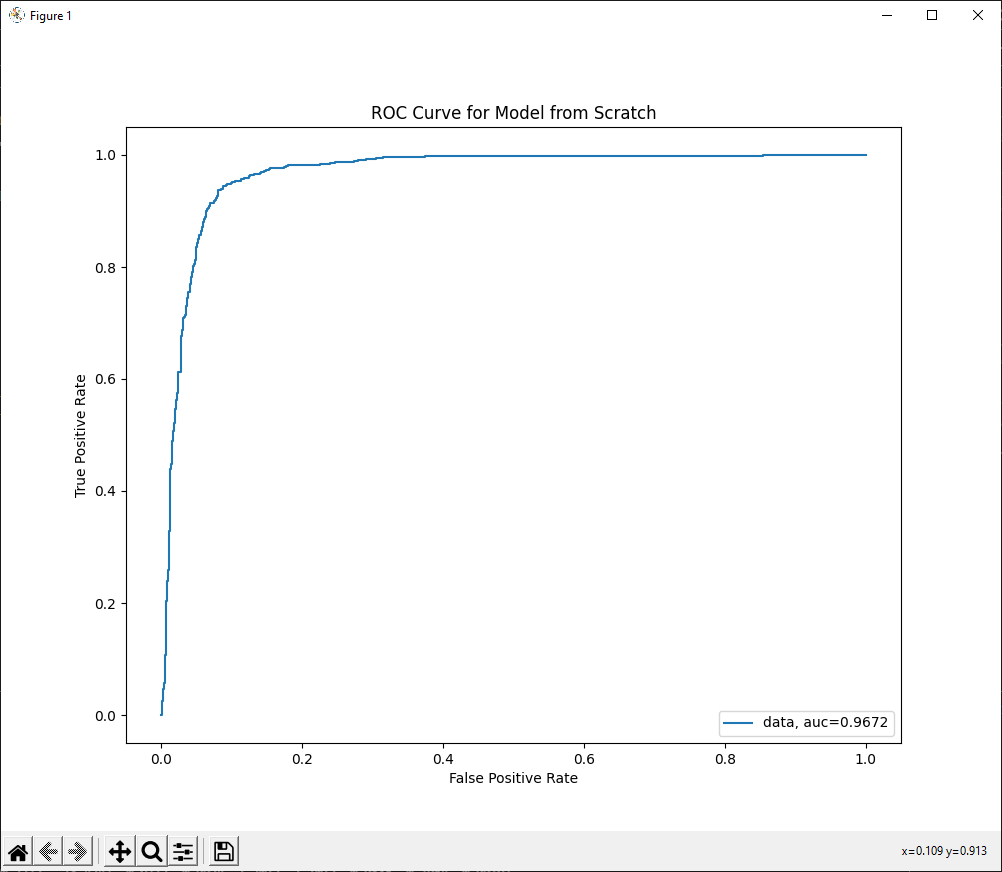 Figure 1
ROC Curve for Model from Scratch
1.0
0.8
0.6
0.4
0.2
0.0
True Positive Rate
data, auc=0.9672
0.0 0.2 0.4 0.6 0.8 1.0
False Positive Rate
x=0.109 y=0.913